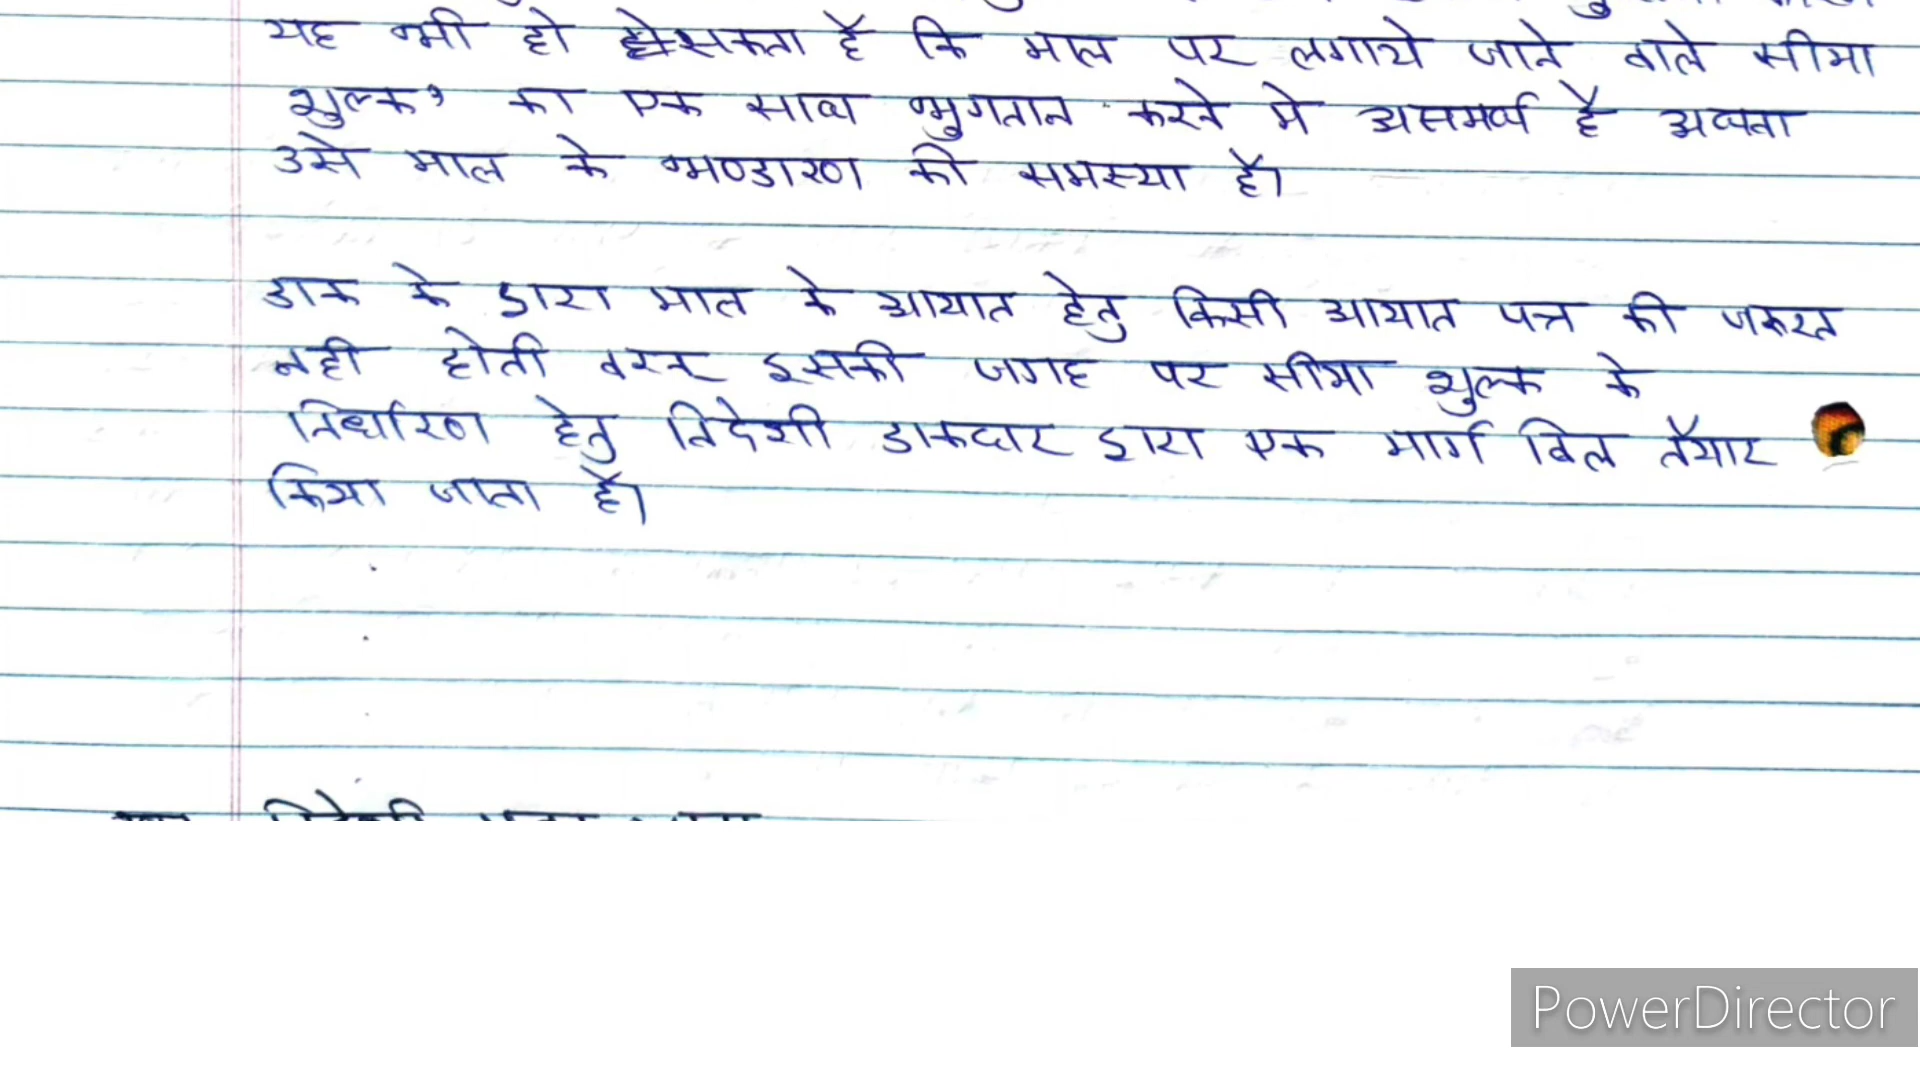 यह भी हो सकता है कि माल पर लगाये जाने वाले सीमा
शुल्क' का एक साथ भुगतान करने मे असमर्थ है अथवा
उसे माल के भण्डारण की समस्या है।
डाक के द्वारा माल के आयात हेतु किसी आयात पत्र की जरूरत
नही होती वरन् इसकी जगह पर सीमा शुल्क के
निर्धारण हेतु विदेशी डाकदार द्वारा एक मार्ग बिल तैयार
किया जाता है।
PowerDirector